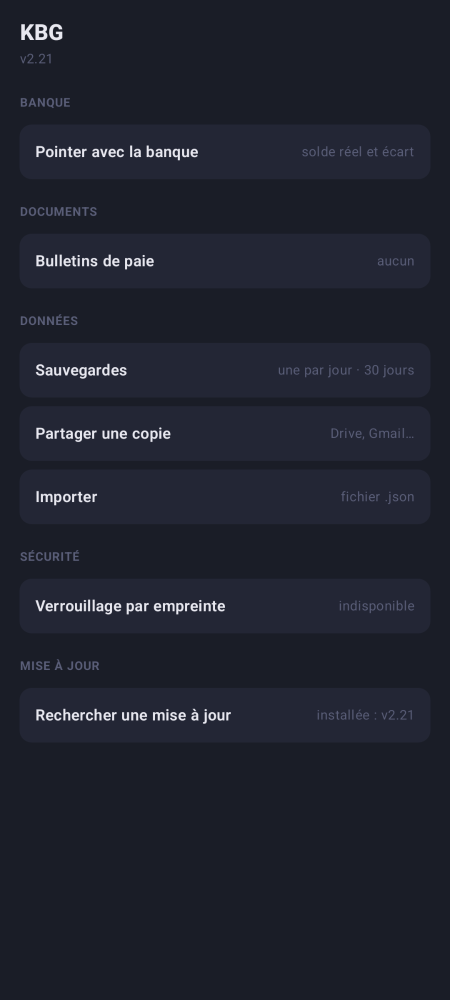 KBG
v2.21
BANQUE
Pointer avec la banque solde réel et écart
DOCUMENTS
Bulletins de paie aucun
DONNÉES
Sauvegardes une par jour · 30 jours
Partager une copie Drive, Gmail…
Importer fichier .json
SÉCURITÉ
Verrouillage par empreinte indisponible
MISE À JOUR
Rechercher une mise à jour installée : v2.21